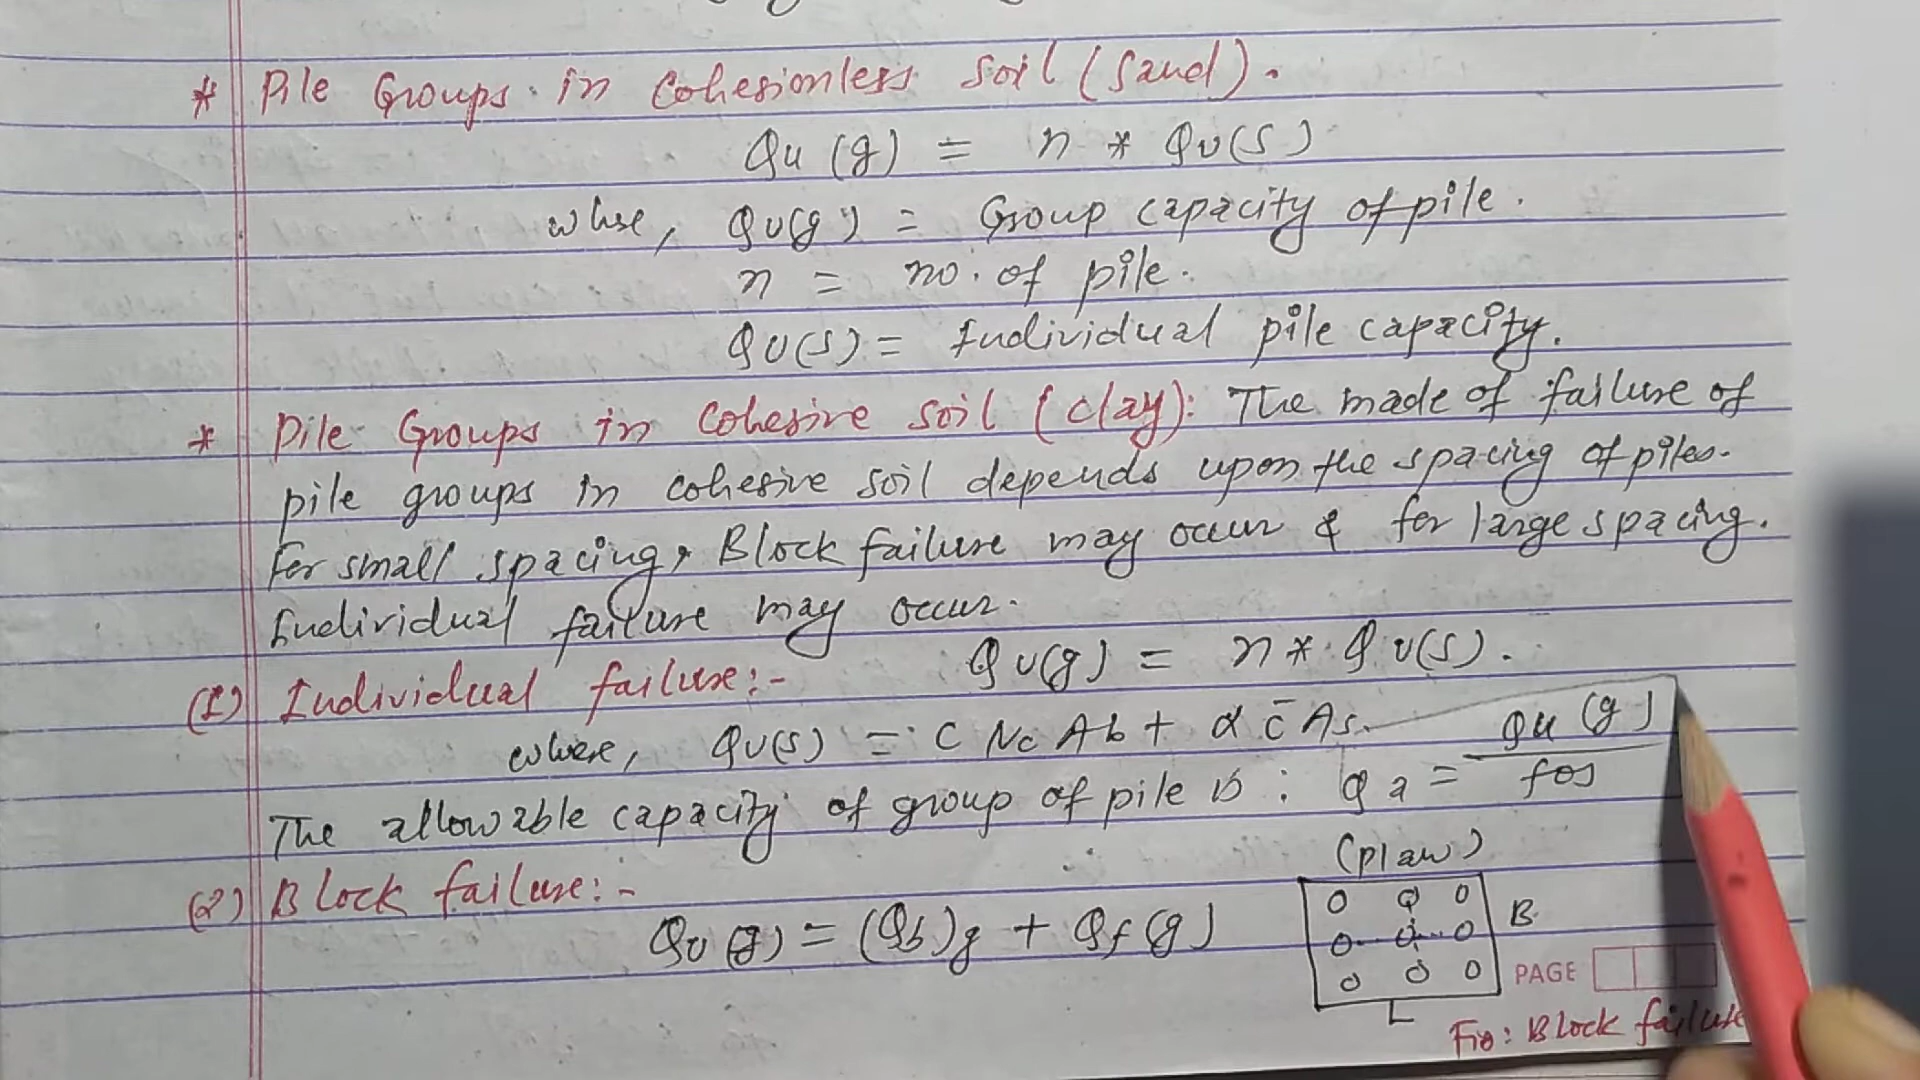 * Pile Groups in Cohesionless Soil (Sand).
Qu (g) = n * Qu(s)
where, Qu(g) = Group capacity of pile.
n = no. of pile.
Qu(s) = Individual pile capacity.
* Pile Groups in Cohesive soil (clay): The made of failure of
pile groups in cohesive soil depends upon the spacing of piles.
For small spacing, Block failure may occur & for large spacing.
Individual failure may occur.
(1) Individual failure:- Qu(g) = n * Qu(s).
where, Qu(s) = C Nc Ab + α c̄ As.
The allowable capacity of group of pile is : Qa = Qu (g) / fos
(2) Block failure:-
(plan)
Qu (g) = (Qb)g + Qf (g)
B
L
PAGE
Fig: Block failure